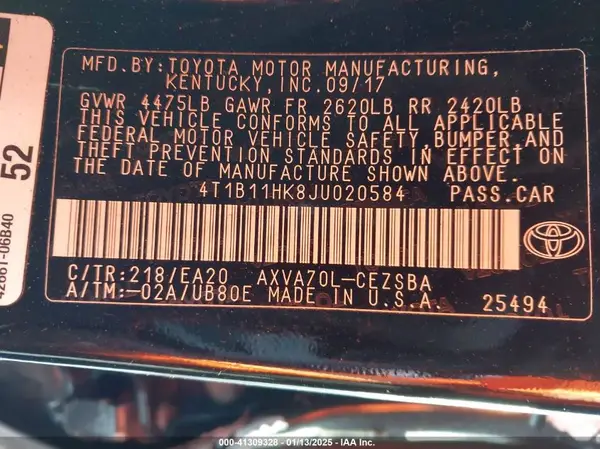 MFD.BY:TOYOTA MOTOR MANUFACTURING,
KENTUCKY,INC.09/17
GVWR 4475LB GAWR FR 2620LB RR 2420LB
THIS VEHICLE CONFORMS TO ALL APPLICABLE
FEDERAL MOTOR VEHICLE SAFETY,BUMPER,AND
THEFT PREVENTION STANDARDS IN EFFECT ON
THE DATE OF MANUFACTURE SHOWN ABOVE.
4T1B11HK8JU020584 PASS.CAR
C/TR:218/EA20 AXVA70L-CEZSBA
A/TM:-02A/UB80E MADE IN U.S.A. 25494
52
42661-06B40
000-41309328 - 01/13/2025 - IAA Inc.